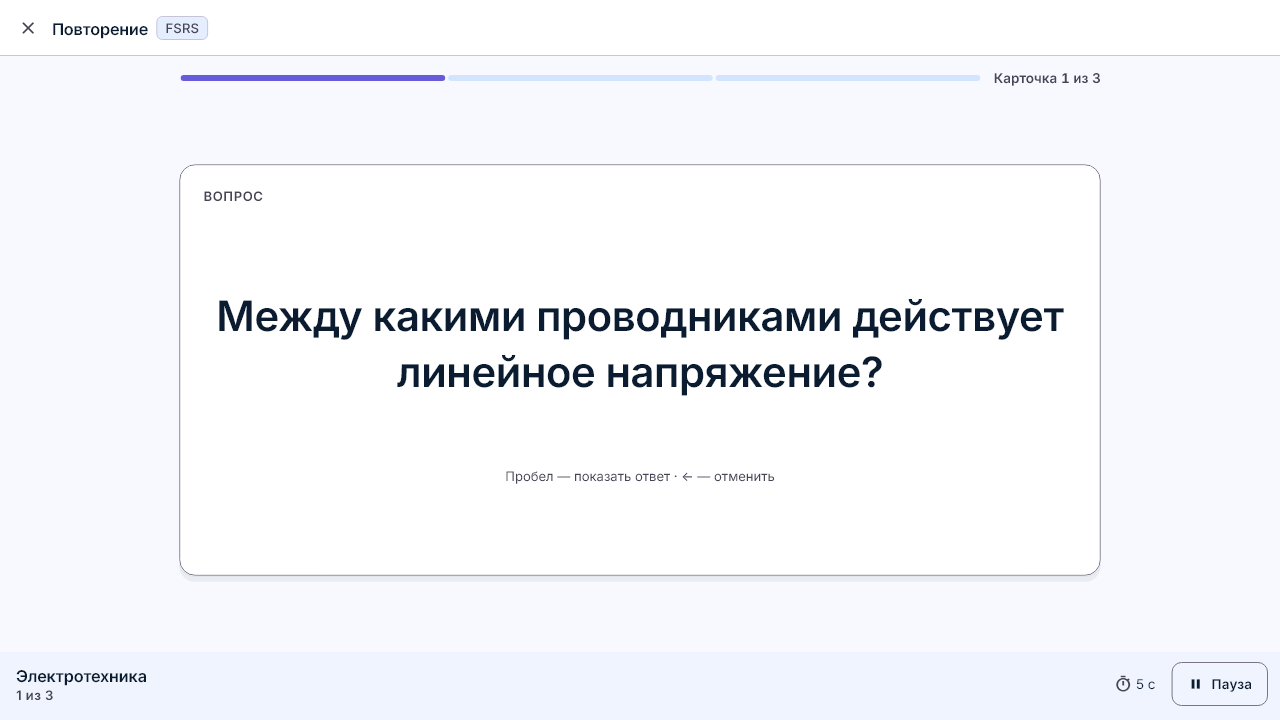 Повторение FSRS
Карточка 1 из 3
ВОПРОС
Между какими проводниками действует
линейное напряжение?
Пробел — показать ответ · ← — отменить
Электротехника
1 из 3
5 с
Пауза